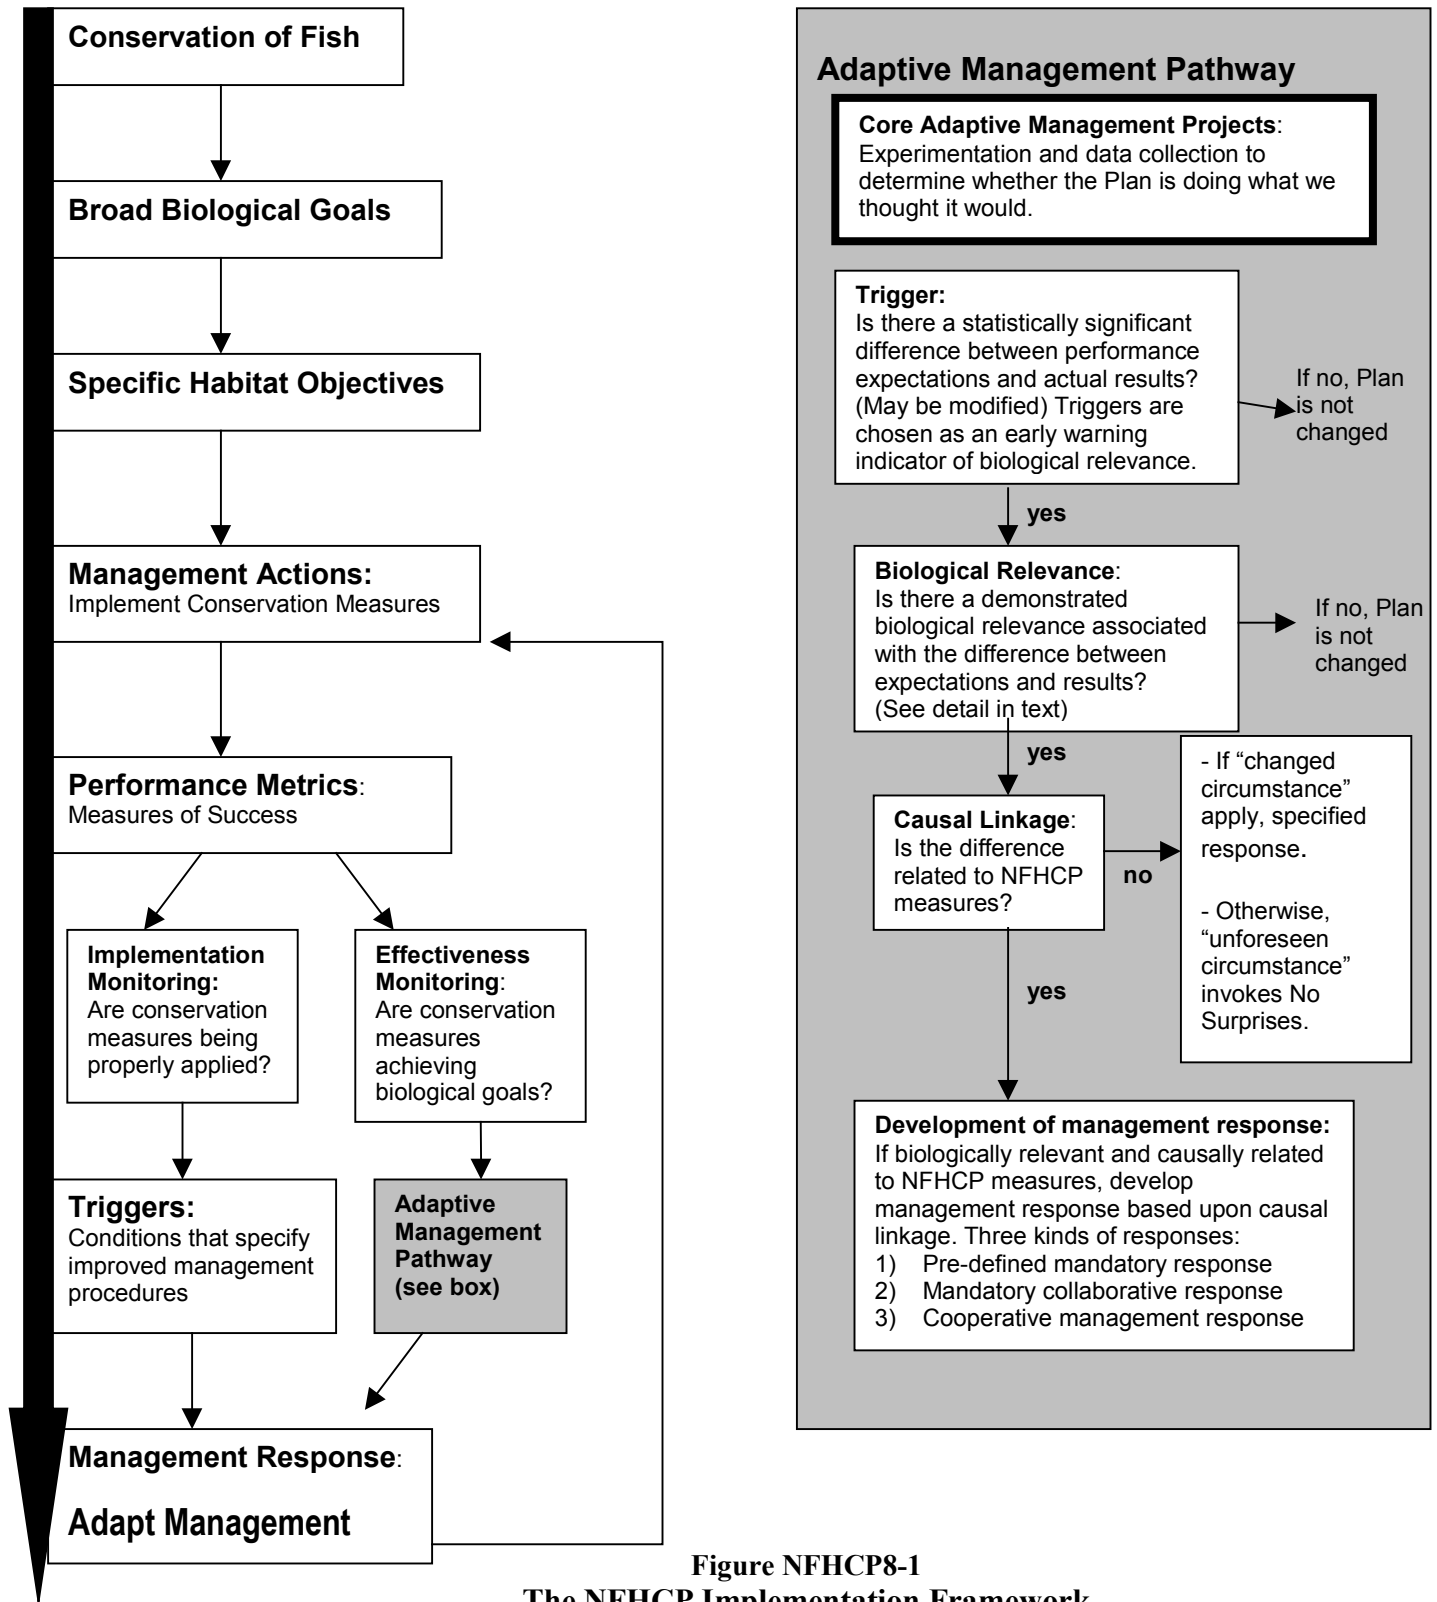 Conservation of Fish
Broad Biological Goals
Specific Habitat Objectives
Management Actions:
Implement Conservation Measures
Performance Metrics:
Measures of Success
Implementation
Monitoring:
Are conservation
measures being
properly applied?
Effectiveness
Monitoring:
Are conservation
measures
achieving
biological goals?
Triggers:
Conditions that specify
improved management
procedures
Adaptive
Management
Pathway
(see box)
Management Response:
Adapt Management
Adaptive Management Pathway
Core Adaptive Management Projects:
Experimentation and data collection to
determine whether the Plan is doing what we
thought it would.
Trigger:
Is there a statistically significant
difference between performance
expectations and actual results?
(May be modified) Triggers are
chosen as an early warning
indicator of biological relevance.
If no, Plan
is not
changed
yes
Biological Relevance:
Is there a demonstrated
biological relevance associated
with the difference between
expectations and results?
(See detail in text)
If no, Plan
is not
changed
yes
Causal Linkage:
Is the difference
related to NFHCP
measures?
no
- If “changed
circumstance”
apply, specified
response.
- Otherwise,
“unforeseen
circumstance”
invokes No
Surprises.
yes
Development of management response:
If biologically relevant and causally related
to NFHCP measures, develop
management response based upon causal
linkage. Three kinds of responses:
1) Pre-defined mandatory response
2) Mandatory collaborative response
3) Cooperative management response
Figure NFHCP8-1
The NFHCP Implementation Framework